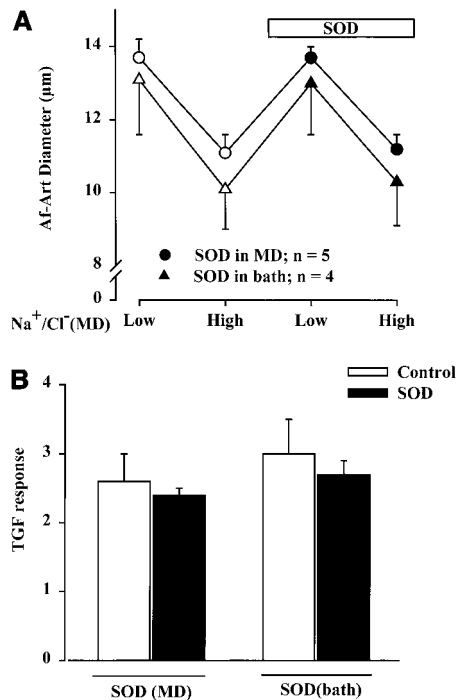 A
SOD
14
12
10
8
0
Af-Art Diameter (µm)
SOD in MD; n = 5
SOD in bath; n = 4
Na+/Cl-(MD)
Low High Low High
B
Control
SOD
4
3
2
1
0
TGF response
SOD (MD)
SOD(bath)